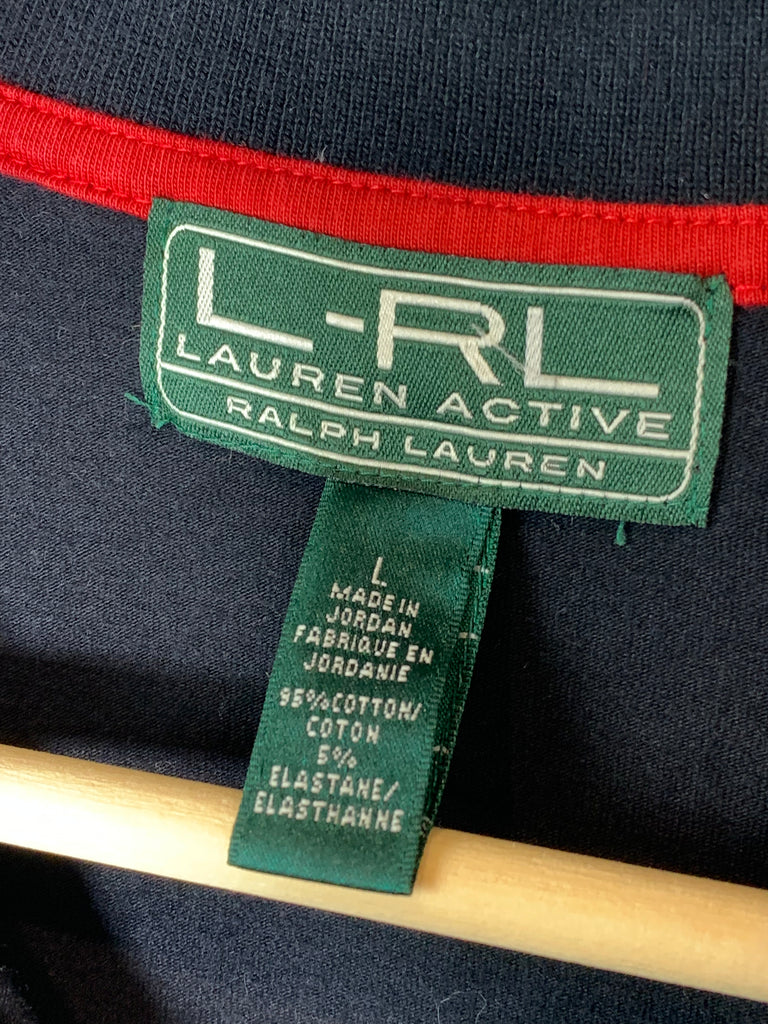 L-RL
LAUREN ACTIVE
RALPH LAUREN
L
MADE IN
JORDAN
FABRIQUE EN
JORDANIE
95%COTTON/
COTON
5%
ELASTANE/
ELASTHANNE